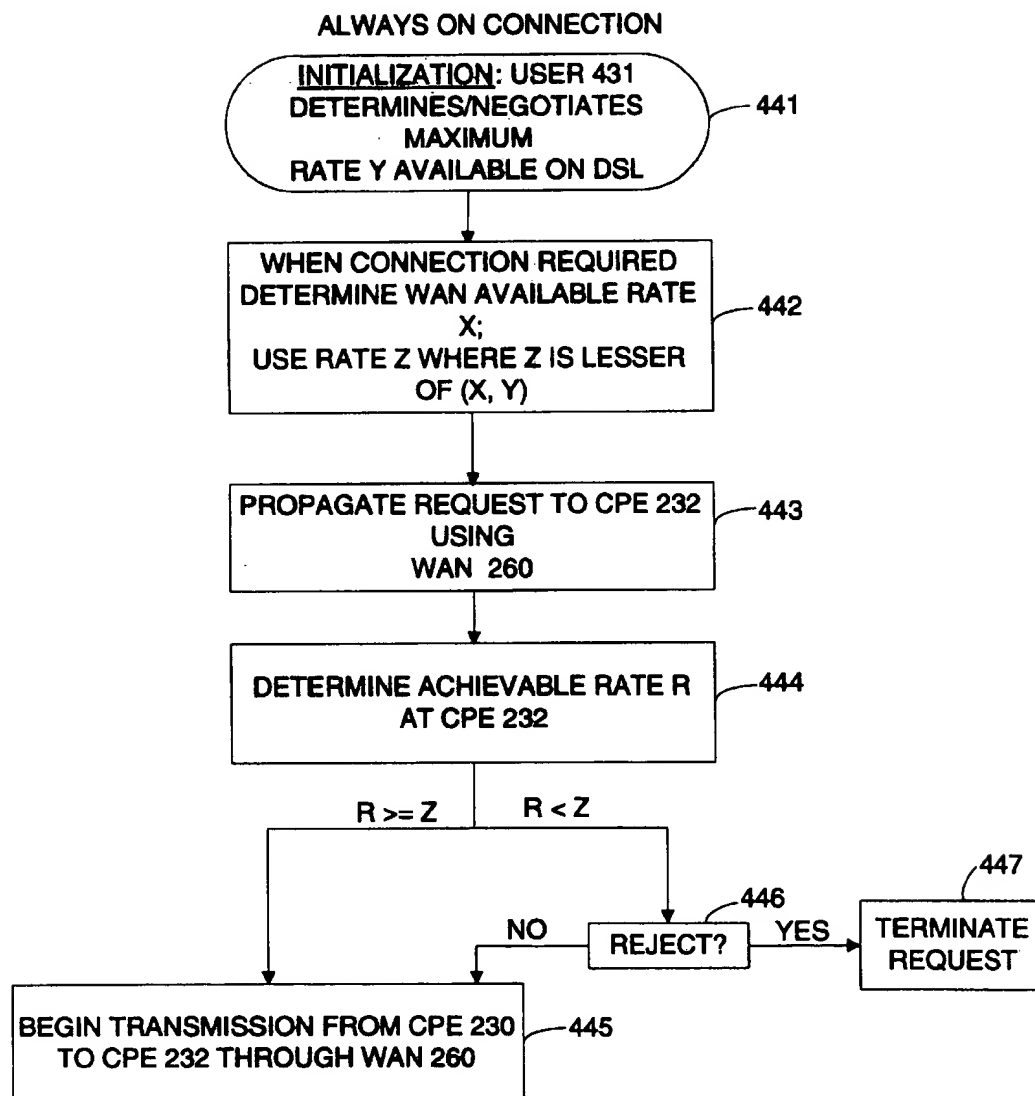 ALWAYS ON CONNECTION
INITIALIZATION: USER 431
DETERMINES/NEGOTIATES
MAXIMUM
RATE Y AVAILABLE ON DSL
441
WHEN CONNECTION REQUIRED
DETERMINE WAN AVAILABLE RATE
X;
USE RATE Z WHERE Z IS LESSER
OF (X, Y)
442
PROPAGATE REQUEST TO CPE 232
USING
WAN 260
443
DETERMINE ACHIEVABLE RATE R
AT CPE 232
444
R >= Z
R < Z
446
447
NO
REJECT?
YES
TERMINATE
REQUEST
BEGIN TRANSMISSION FROM CPE 230
TO CPE 232 THROUGH WAN 260
445